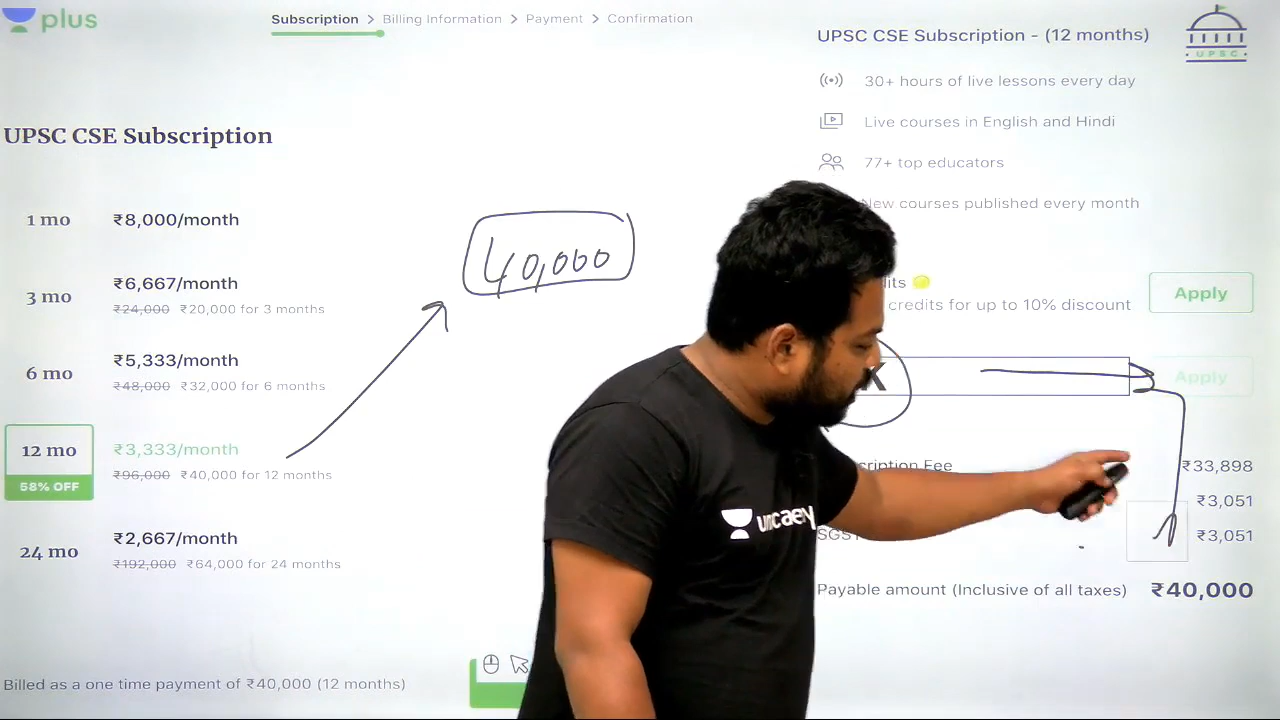 plus
Subscription > Billing Information > Payment > Confirmation
UPSC CSE Subscription
1 mo ₹8,000/month
3 mo ₹6,667/month
₹24,000 ₹20,000 for 3 months
6 mo ₹5,333/month
₹48,000 ₹32,000 for 6 months
12 mo ₹3,333/month
58% OFF ₹96,000 ₹40,000 for 12 months
24 mo ₹2,667/month
₹192,000 ₹64,000 for 24 months
Billed as a one time payment of ₹40,000 (12 months)
40,000
UPSC CSE Subscription - (12 months)
UPSC
30+ hours of live lessons every day
Live courses in English and Hindi
77+ top educators
New courses published every month
credits for up to 10% discount
Apply
K
Apply
Fee ₹33,898
₹3,051
SGST ₹3,051
Payable amount (Inclusive of all taxes) ₹40,000
unacademy